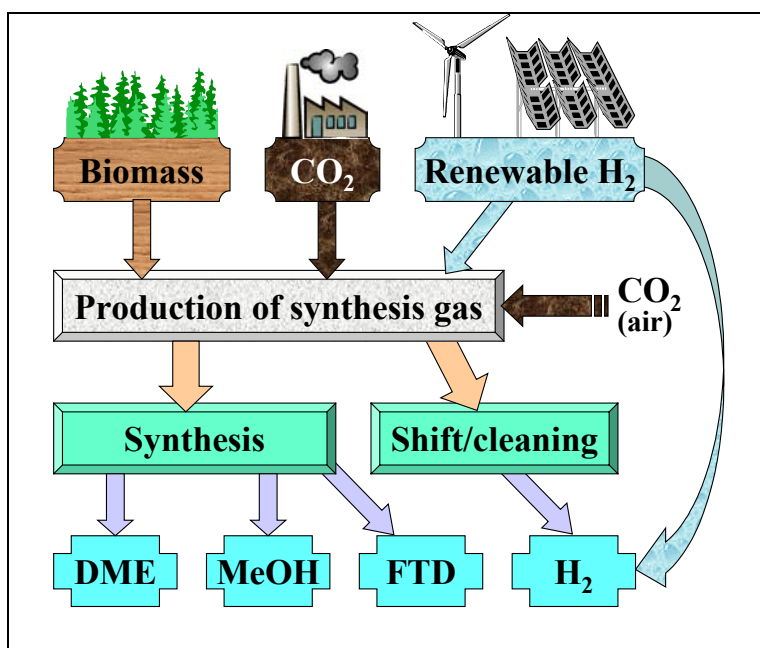 Biomass
CO₂
Renewable H₂
Production of synthesis gas
CO₂
(air)
Synthesis
Shift/cleaning
DME
MeOH
FTD
H₂